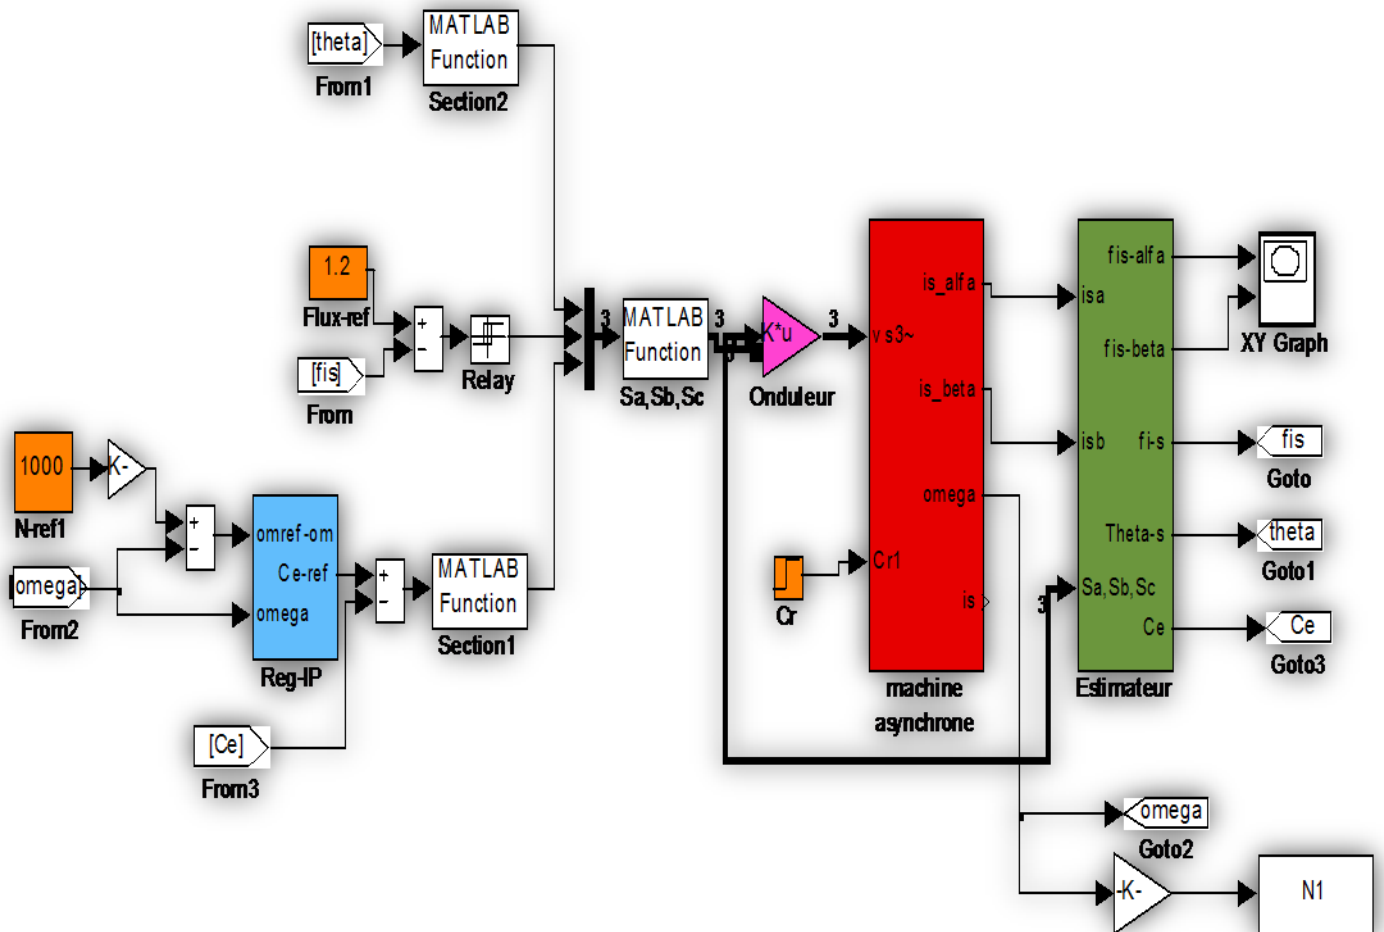 [theta]
From1
MATLAB
Function
Section2
1.2
Flux-ref
[fis]
From
+
−
Relay
3
MATLAB
Function
Sa,Sb,Sc
3
3
K*u
Onduleur
3
1000
N-ref1
K-
[omega]
From2
+
−
omref-om
Ce-ref
omega
Reg-IP
+
−
MATLAB
Function
Section1
[Ce]
From3
Cr
vs3~
Cr1
is_alfa
is_beta
omega
is
machine
asynchrone
isa
isb
3
Sa,Sb,Sc
fis-alfa
fis-beta
fi-s
Theta-s
Ce
Estimateur
XY Graph
fis
Goto
theta
Goto1
Ce
Goto3
omega
Goto2
-K-
N1